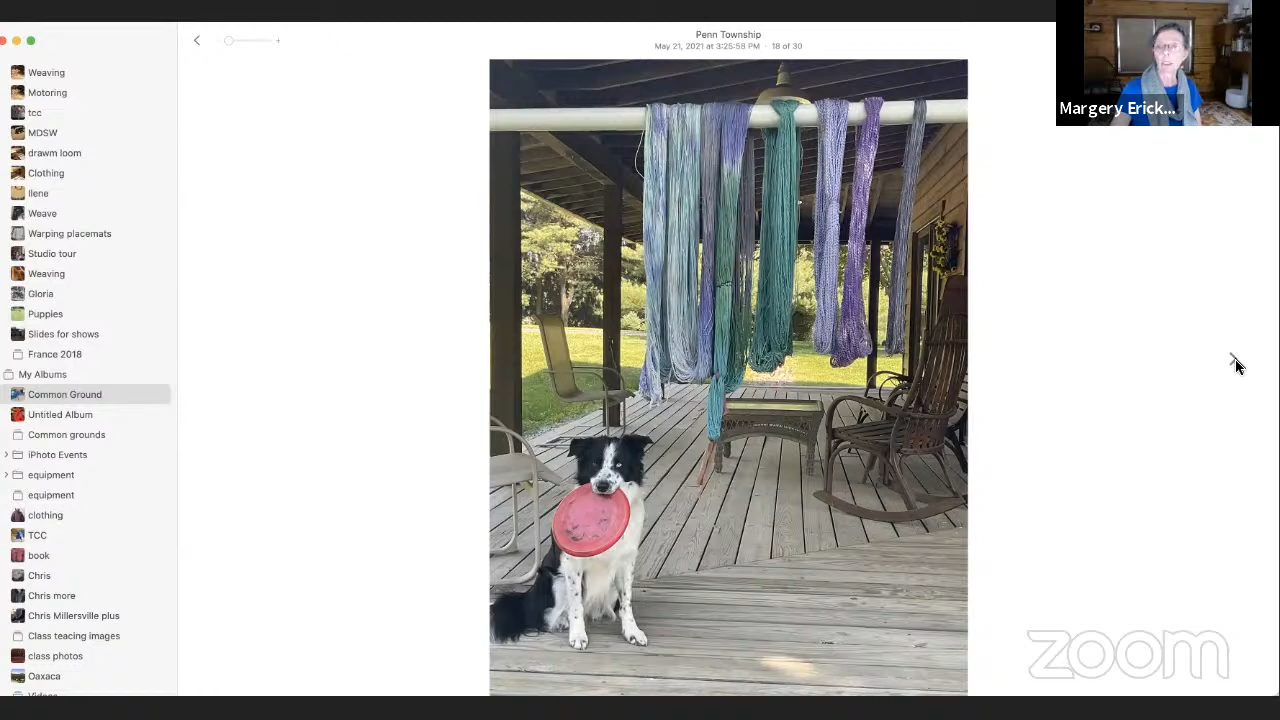 Penn Township
May 21, 2021 at 3:25:58 PM · 18 of 30
Margery Erick...
Weaving
Motoring
tcc
MDSW
drawm loom
Clothing
Ilene
Weave
Warping placemats
Studio tour
Weaving
Gloria
Puppies
Slides for shows
France 2018
My Albums
Common Ground
Untitled Album
Common grounds
iPhoto Events
equipment
equipment
clothing
TCC
book
Chris
Chris more
Chris Millersville plus
Class teacing images
class photos
Oaxaca
Videos
zoom